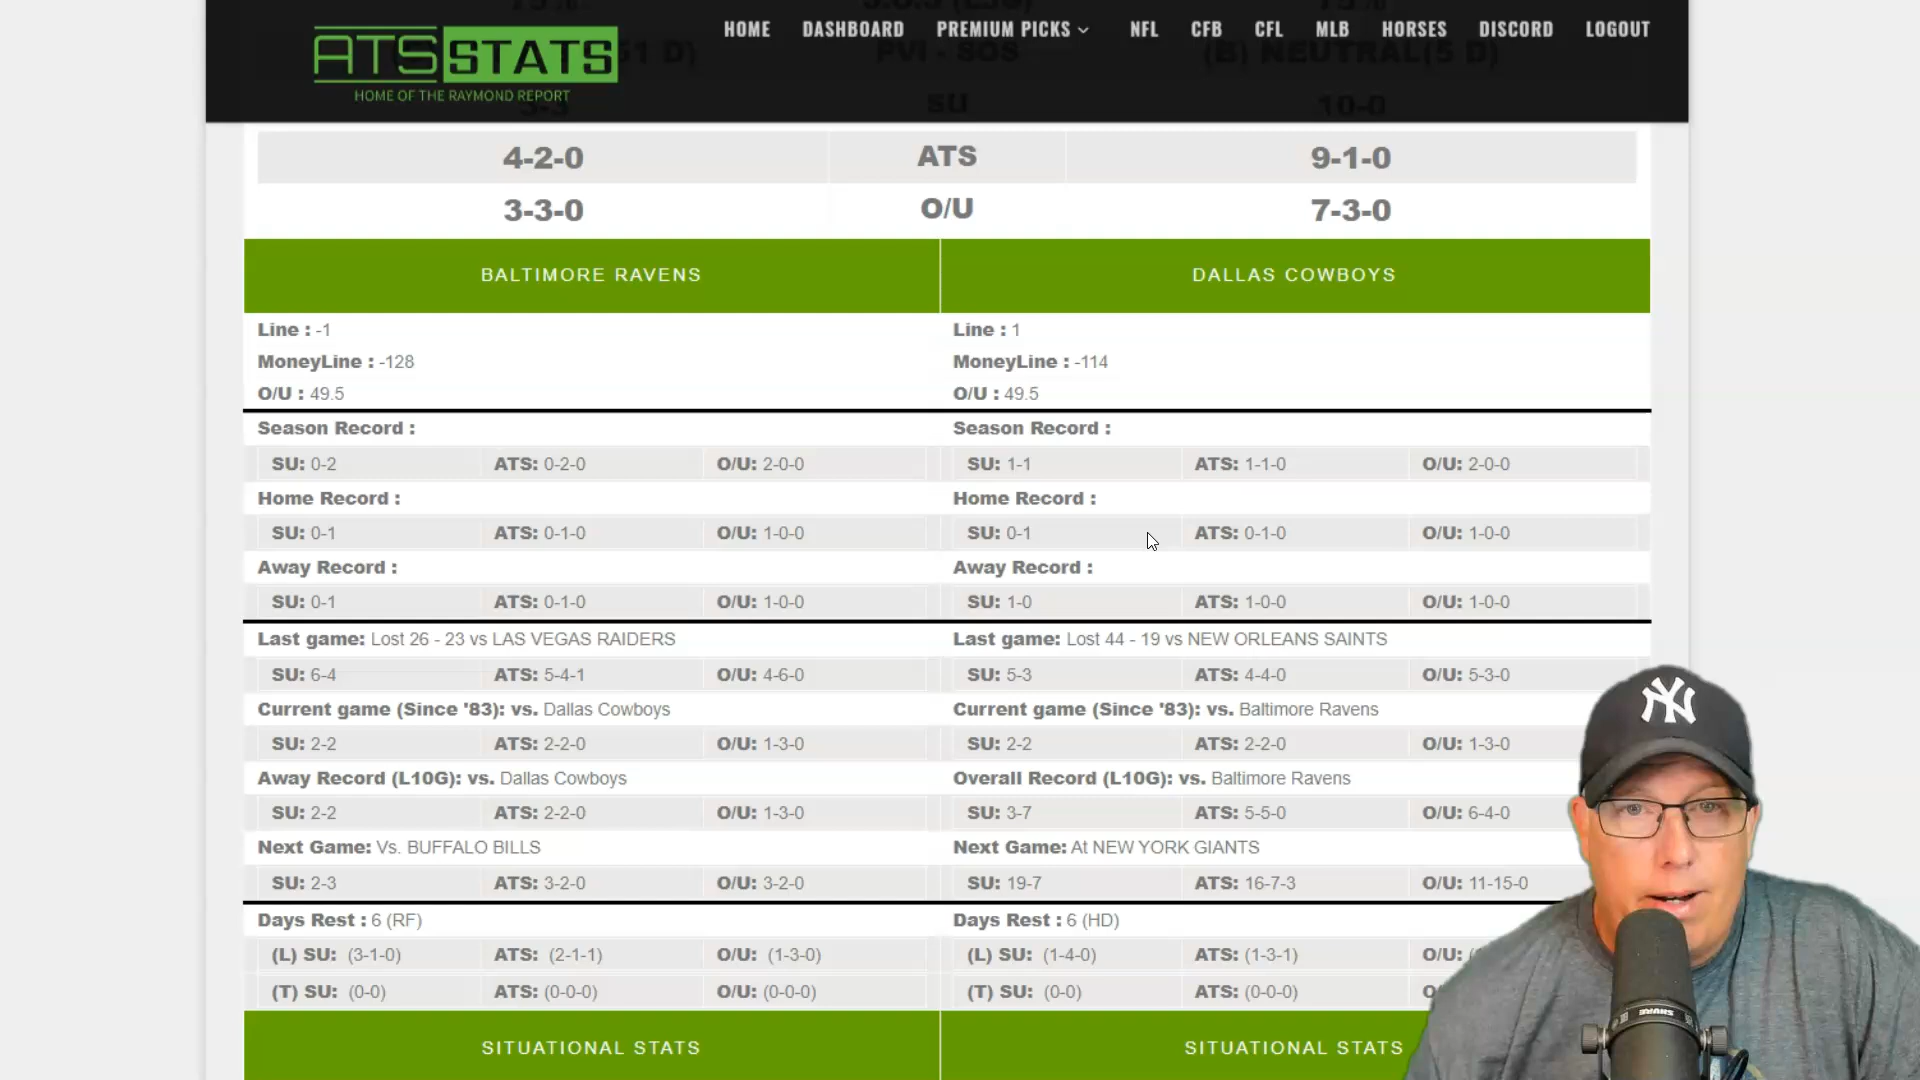 HOME DASHBOARD PREMIUM PICKS NFL CFB CFL MLB HORSES DISCORD LOGOUT
ATS STATS
HOME OF THE RAYMOND REPORT
PVI - SOS (B) NEUTRAL(5 D)
3-3 SU 10-0
4-2-0 ATS 9-1-0
3-3-0 O/U 7-3-0
BALTIMORE RAVENS DALLAS COWBOYS
Line : -1 Line : 1
MoneyLine : -128 MoneyLine : -114
O/U : 49.5 O/U : 49.5
Season Record : Season Record :
SU: 0-2 ATS: 0-2-0 O/U: 2-0-0 SU: 1-1 ATS: 1-1-0 O/U: 2-0-0
Home Record : Home Record :
SU: 0-1 ATS: 0-1-0 O/U: 1-0-0 SU: 0-1 ATS: 0-1-0 O/U: 1-0-0
Away Record : Away Record :
SU: 0-1 ATS: 0-1-0 O/U: 1-0-0 SU: 1-0 ATS: 1-0-0 O/U: 1-0-0
Last game: Lost 26 - 23 vs LAS VEGAS RAIDERS Last game: Lost 44 - 19 vs NEW ORLEANS SAINTS
SU: 6-4 ATS: 5-4-1 O/U: 4-6-0 SU: 5-3 ATS: 4-4-0 O/U: 5-3-0
Current game (Since '83): vs. Dallas Cowboys Current game (Since '83): vs. Baltimore Ravens
SU: 2-2 ATS: 2-2-0 O/U: 1-3-0 SU: 2-2 ATS: 2-2-0 O/U: 1-3-0
Away Record (L10G): vs. Dallas Cowboys Overall Record (L10G): vs. Baltimore Ravens
SU: 2-2 ATS: 2-2-0 O/U: 1-3-0 SU: 3-7 ATS: 5-5-0 O/U: 6-4-0
Next Game: Vs. BUFFALO BILLS Next Game: At NEW YORK GIANTS
SU: 2-3 ATS: 3-2-0 O/U: 3-2-0 SU: 19-7 ATS: 16-7-3 O/U: 11-15-0
Days Rest : 6 (RF) Days Rest : 6 (HD)
(L) SU: (3-1-0) ATS: (2-1-1) O/U: (1-3-0) (L) SU: (1-4-0) ATS: (1-3-1) O/U:
(T) SU: (0-0) ATS: (0-0-0) O/U: (0-0-0) (T) SU: (0-0) ATS: (0-0-0)
SITUATIONAL STATS SITUATIONAL STATS
NY
SHURE